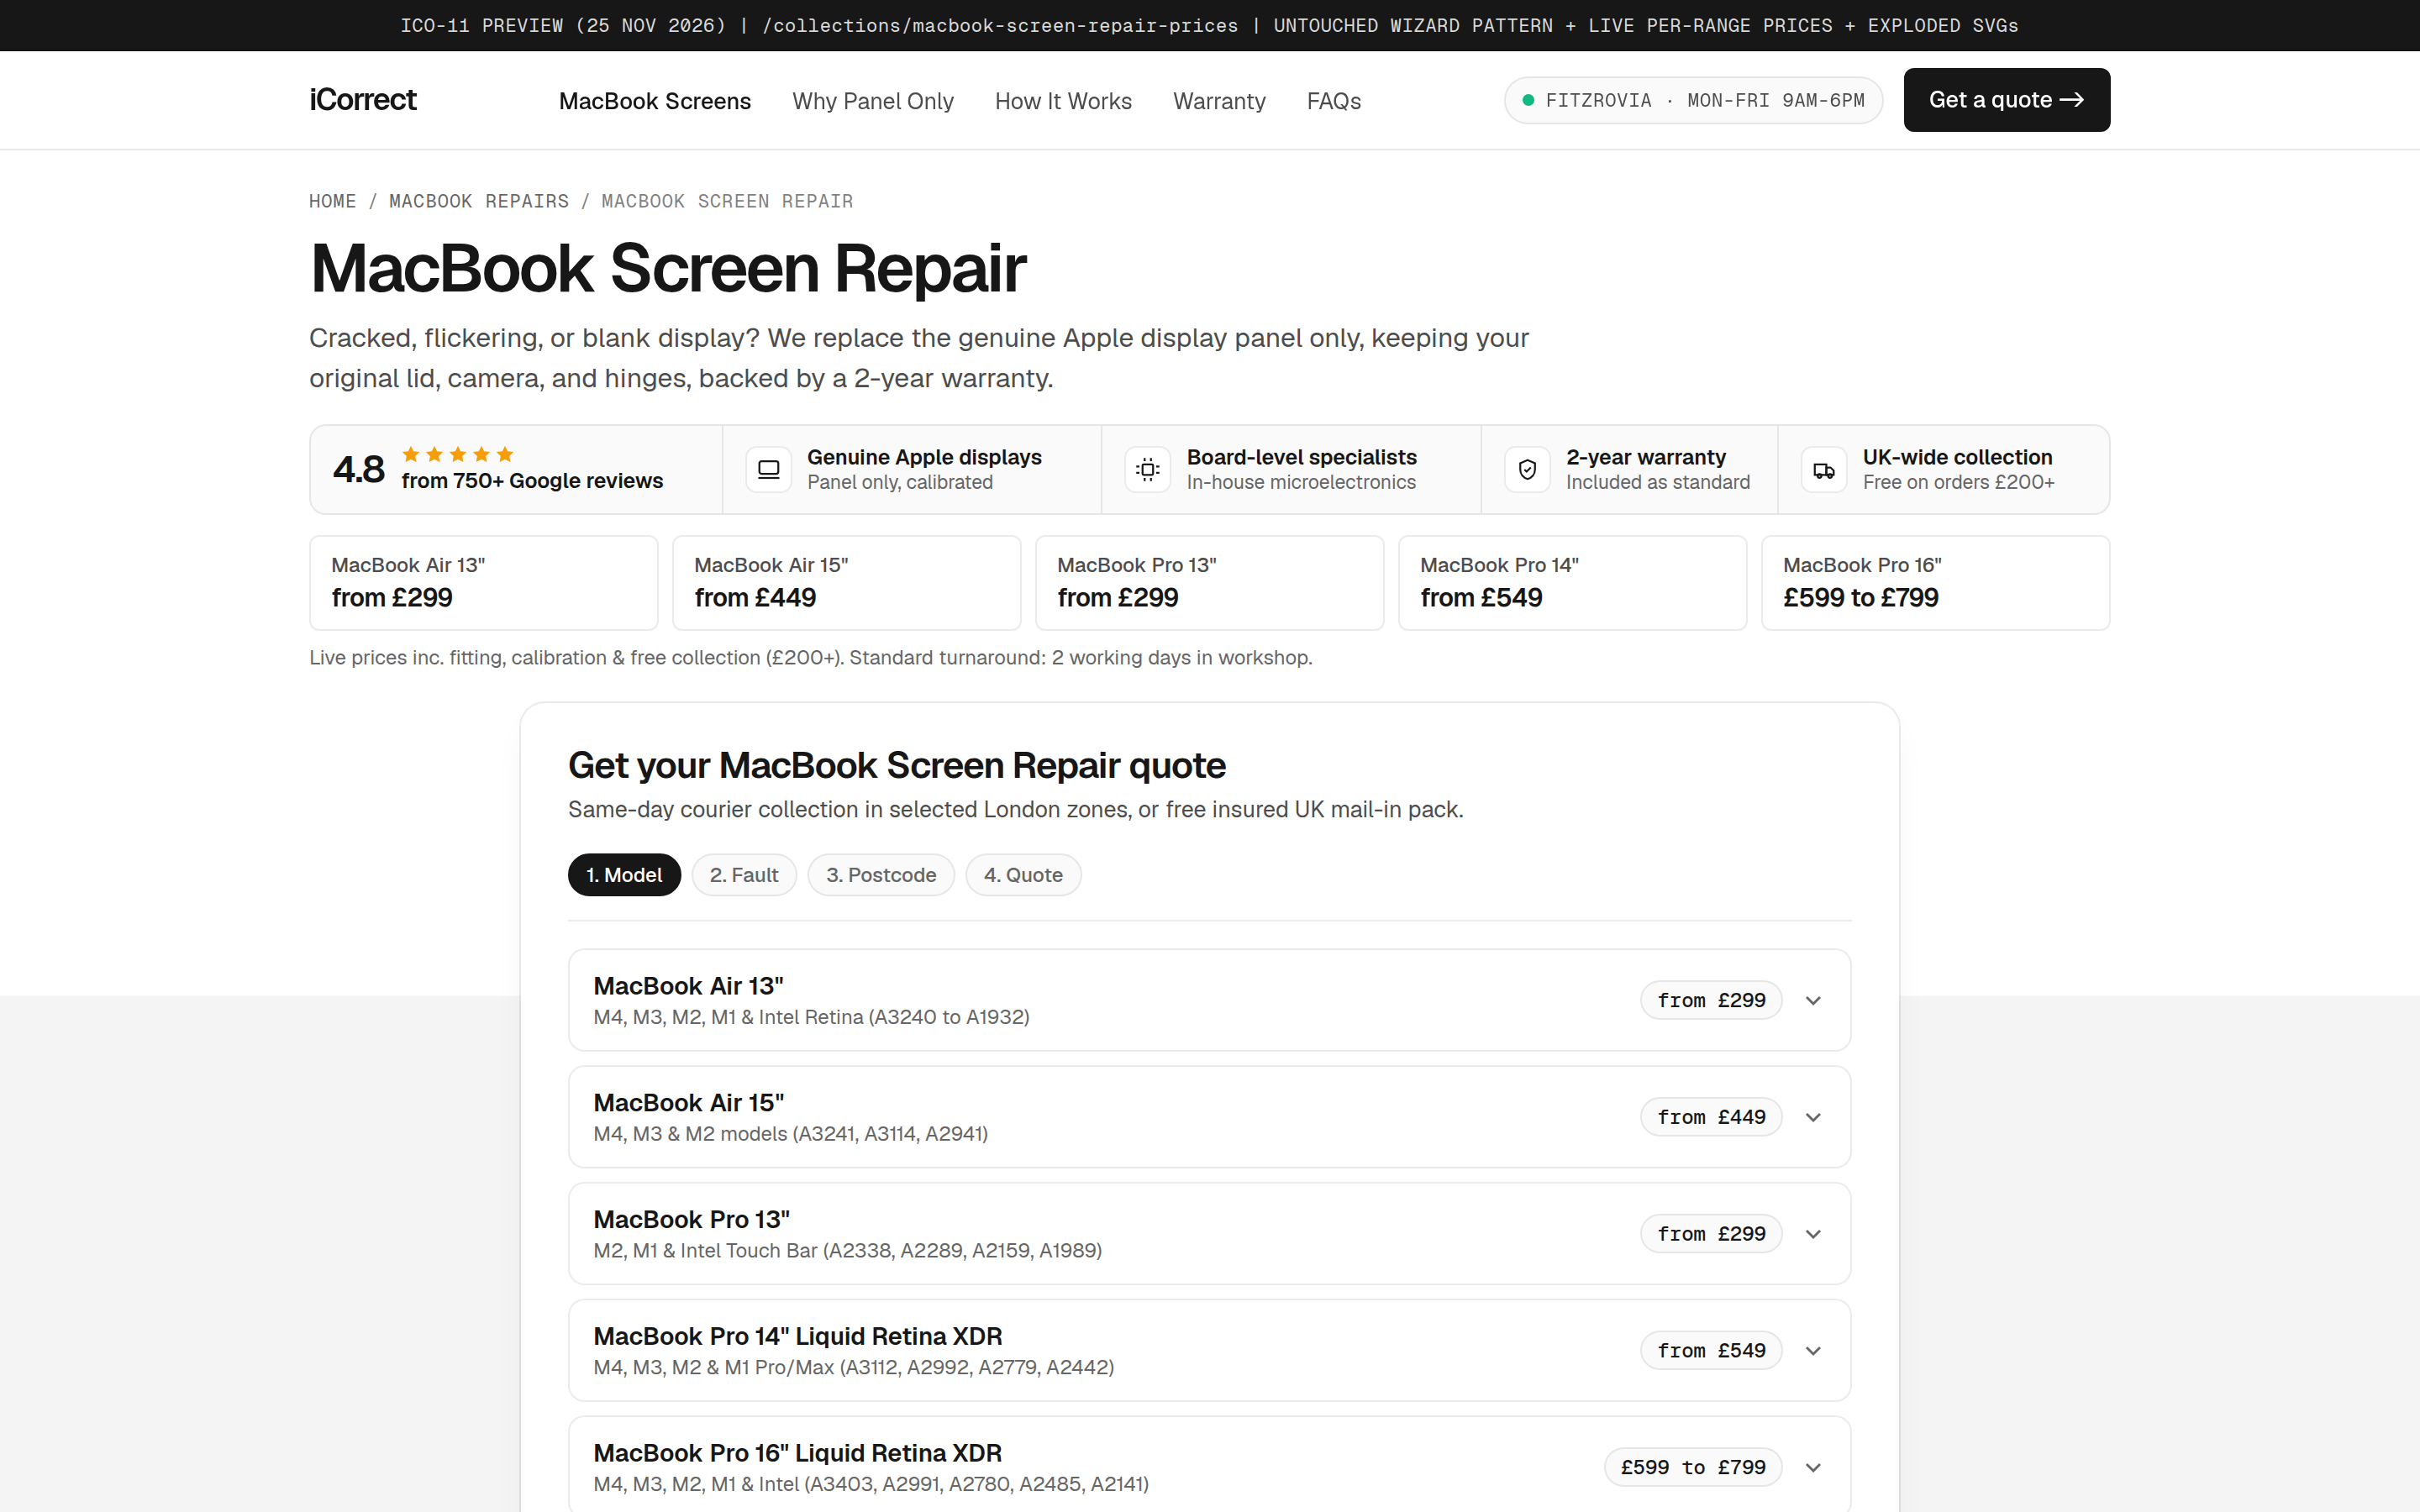 ICO-11 PREVIEW (25 NOV 2026) | /collections/macbook-screen-repair-prices | UNTOUCHED WIZARD PATTERN + LIVE PER-RANGE PRICES + EXPLODED SVGs
iCorrect
MacBook Screens
Why Panel Only
How It Works
Warranty
FAQs
FITZROVIA · MON-FRI 9AM-6PM
Get a quote →
HOME / MACBOOK REPAIRS / MACBOOK SCREEN REPAIR
MacBook Screen Repair
Cracked, flickering, or blank display? We replace the genuine Apple display panel only, keeping your
original lid, camera, and hinges, backed by a 2-year warranty.
4.8
★★★★★
from 750+ Google reviews
Genuine Apple displays
Panel only, calibrated
Board-level specialists
In-house microelectronics
2-year warranty
Included as standard
UK-wide collection
Free on orders £200+
MacBook Air 13"
from £299
MacBook Air 15"
from £449
MacBook Pro 13"
from £299
MacBook Pro 14"
from £549
MacBook Pro 16"
£599 to £799
Live prices inc. fitting, calibration & free collection (£200+). Standard turnaround: 2 working days in workshop.
Get your MacBook Screen Repair quote
Same-day courier collection in selected London zones, or free insured UK mail-in pack.
1. Model
2. Fault
3. Postcode
4. Quote
MacBook Air 13"
M4, M3, M2, M1 & Intel Retina (A3240 to A1932)
from £299
MacBook Air 15"
M4, M3 & M2 models (A3241, A3114, A2941)
from £449
MacBook Pro 13"
M2, M1 & Intel Touch Bar (A2338, A2289, A2159, A1989)
from £299
MacBook Pro 14" Liquid Retina XDR
M4, M3, M2 & M1 Pro/Max (A3112, A2992, A2779, A2442)
from £549
MacBook Pro 16" Liquid Retina XDR
M4, M3, M2, M1 & Intel (A3403, A2991, A2780, A2485, A2141)
£599 to £799